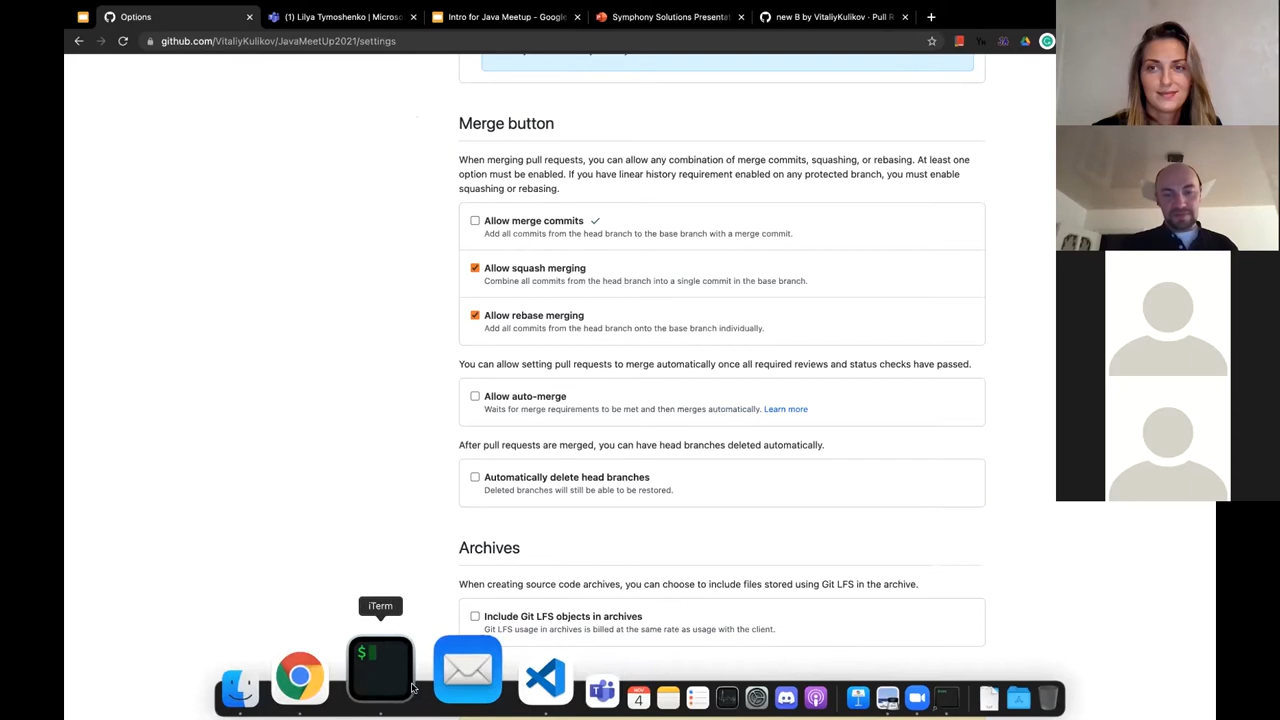 Options
(1) Lilya Tymoshenko | Microso
Intro for Java Meetup - Google
Symphony Solutions Presentat
new B by VitaliyKulikov · Pull R
github.com/VitaliyKulikov/JavaMeetUp2021/settings
Merge button
When merging pull requests, you can allow any combination of merge commits, squashing, or rebasing. At least one
option must be enabled. If you have linear history requirement enabled on any protected branch, you must enable
squashing or rebasing.
Allow merge commits
Add all commits from the head branch to the base branch with a merge commit.
Allow squash merging
Combine all commits from the head branch into a single commit in the base branch.
Allow rebase merging
Add all commits from the head branch onto the base branch individually.
You can allow setting pull requests to merge automatically once all required reviews and status checks have passed.
Allow auto-merge
Waits for merge requirements to be met and then merges automatically. Learn more
After pull requests are merged, you can have head branches deleted automatically.
Automatically delete head branches
Deleted branches will still be able to be restored.
Archives
When creating source code archives, you can choose to include files stored using Git LFS in the archive.
Include Git LFS objects in archives
Git LFS usage in archives is billed at the same rate as usage with the client.
iTerm
$
NOV
4